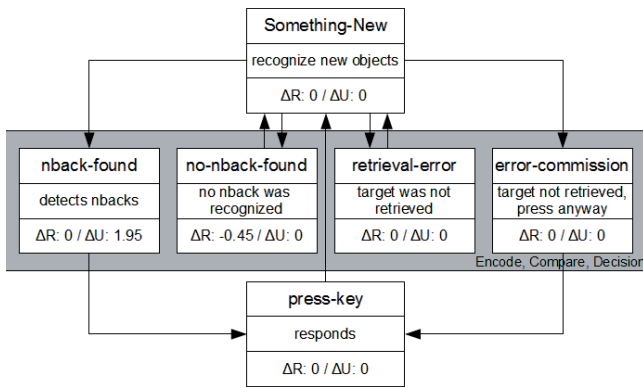 Something-New
recognize new objects
ΔR: 0 / ΔU: 0
nback-found
detects nbacks
ΔR: 0 / ΔU: 1.95
no-nback-found
no nback was
recognized
ΔR: -0.45 / ΔU: 0
retrieval-error
target was not
retrieved
ΔR: 0 / ΔU: 0
error-commission
target not retrieved,
press anyway
ΔR: 0 / ΔU: 0
Encode, Compare, Decision
press-key
responds
ΔR: 0 / ΔU: 0